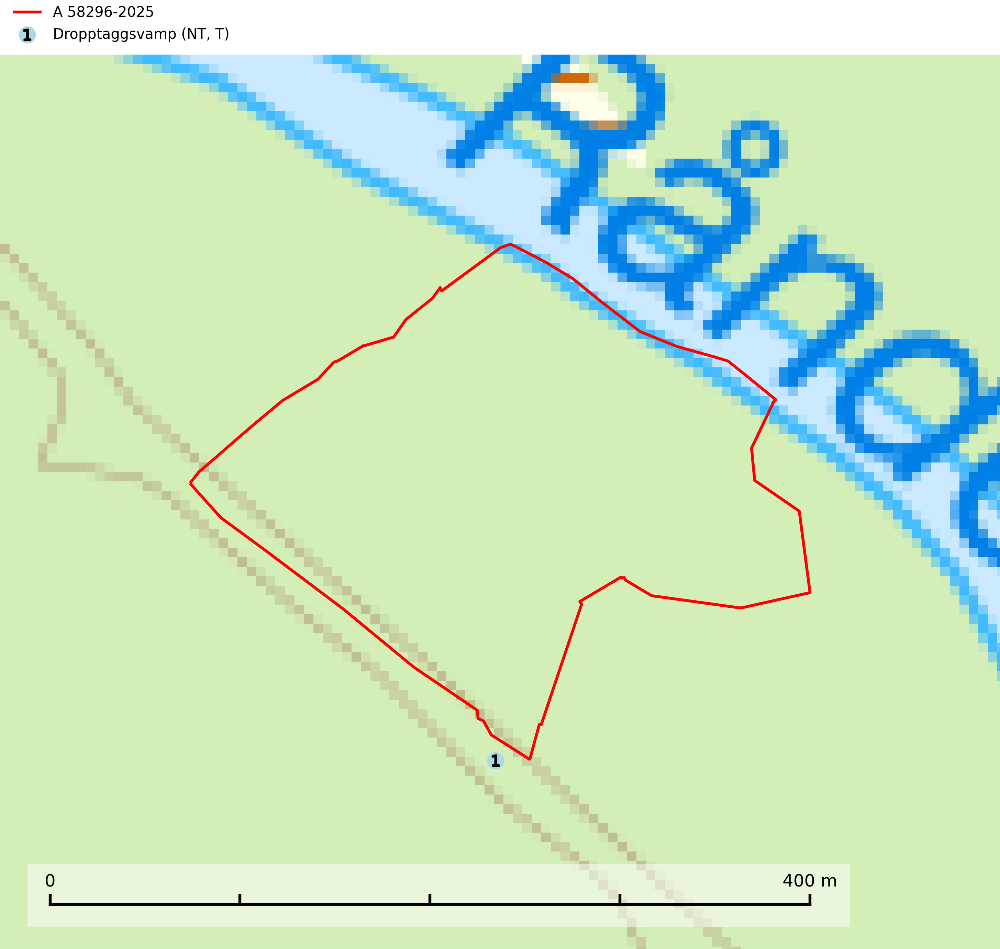 A 58296-2025
1 Dropptaggsvamp (NT, T)
1
0 400 m